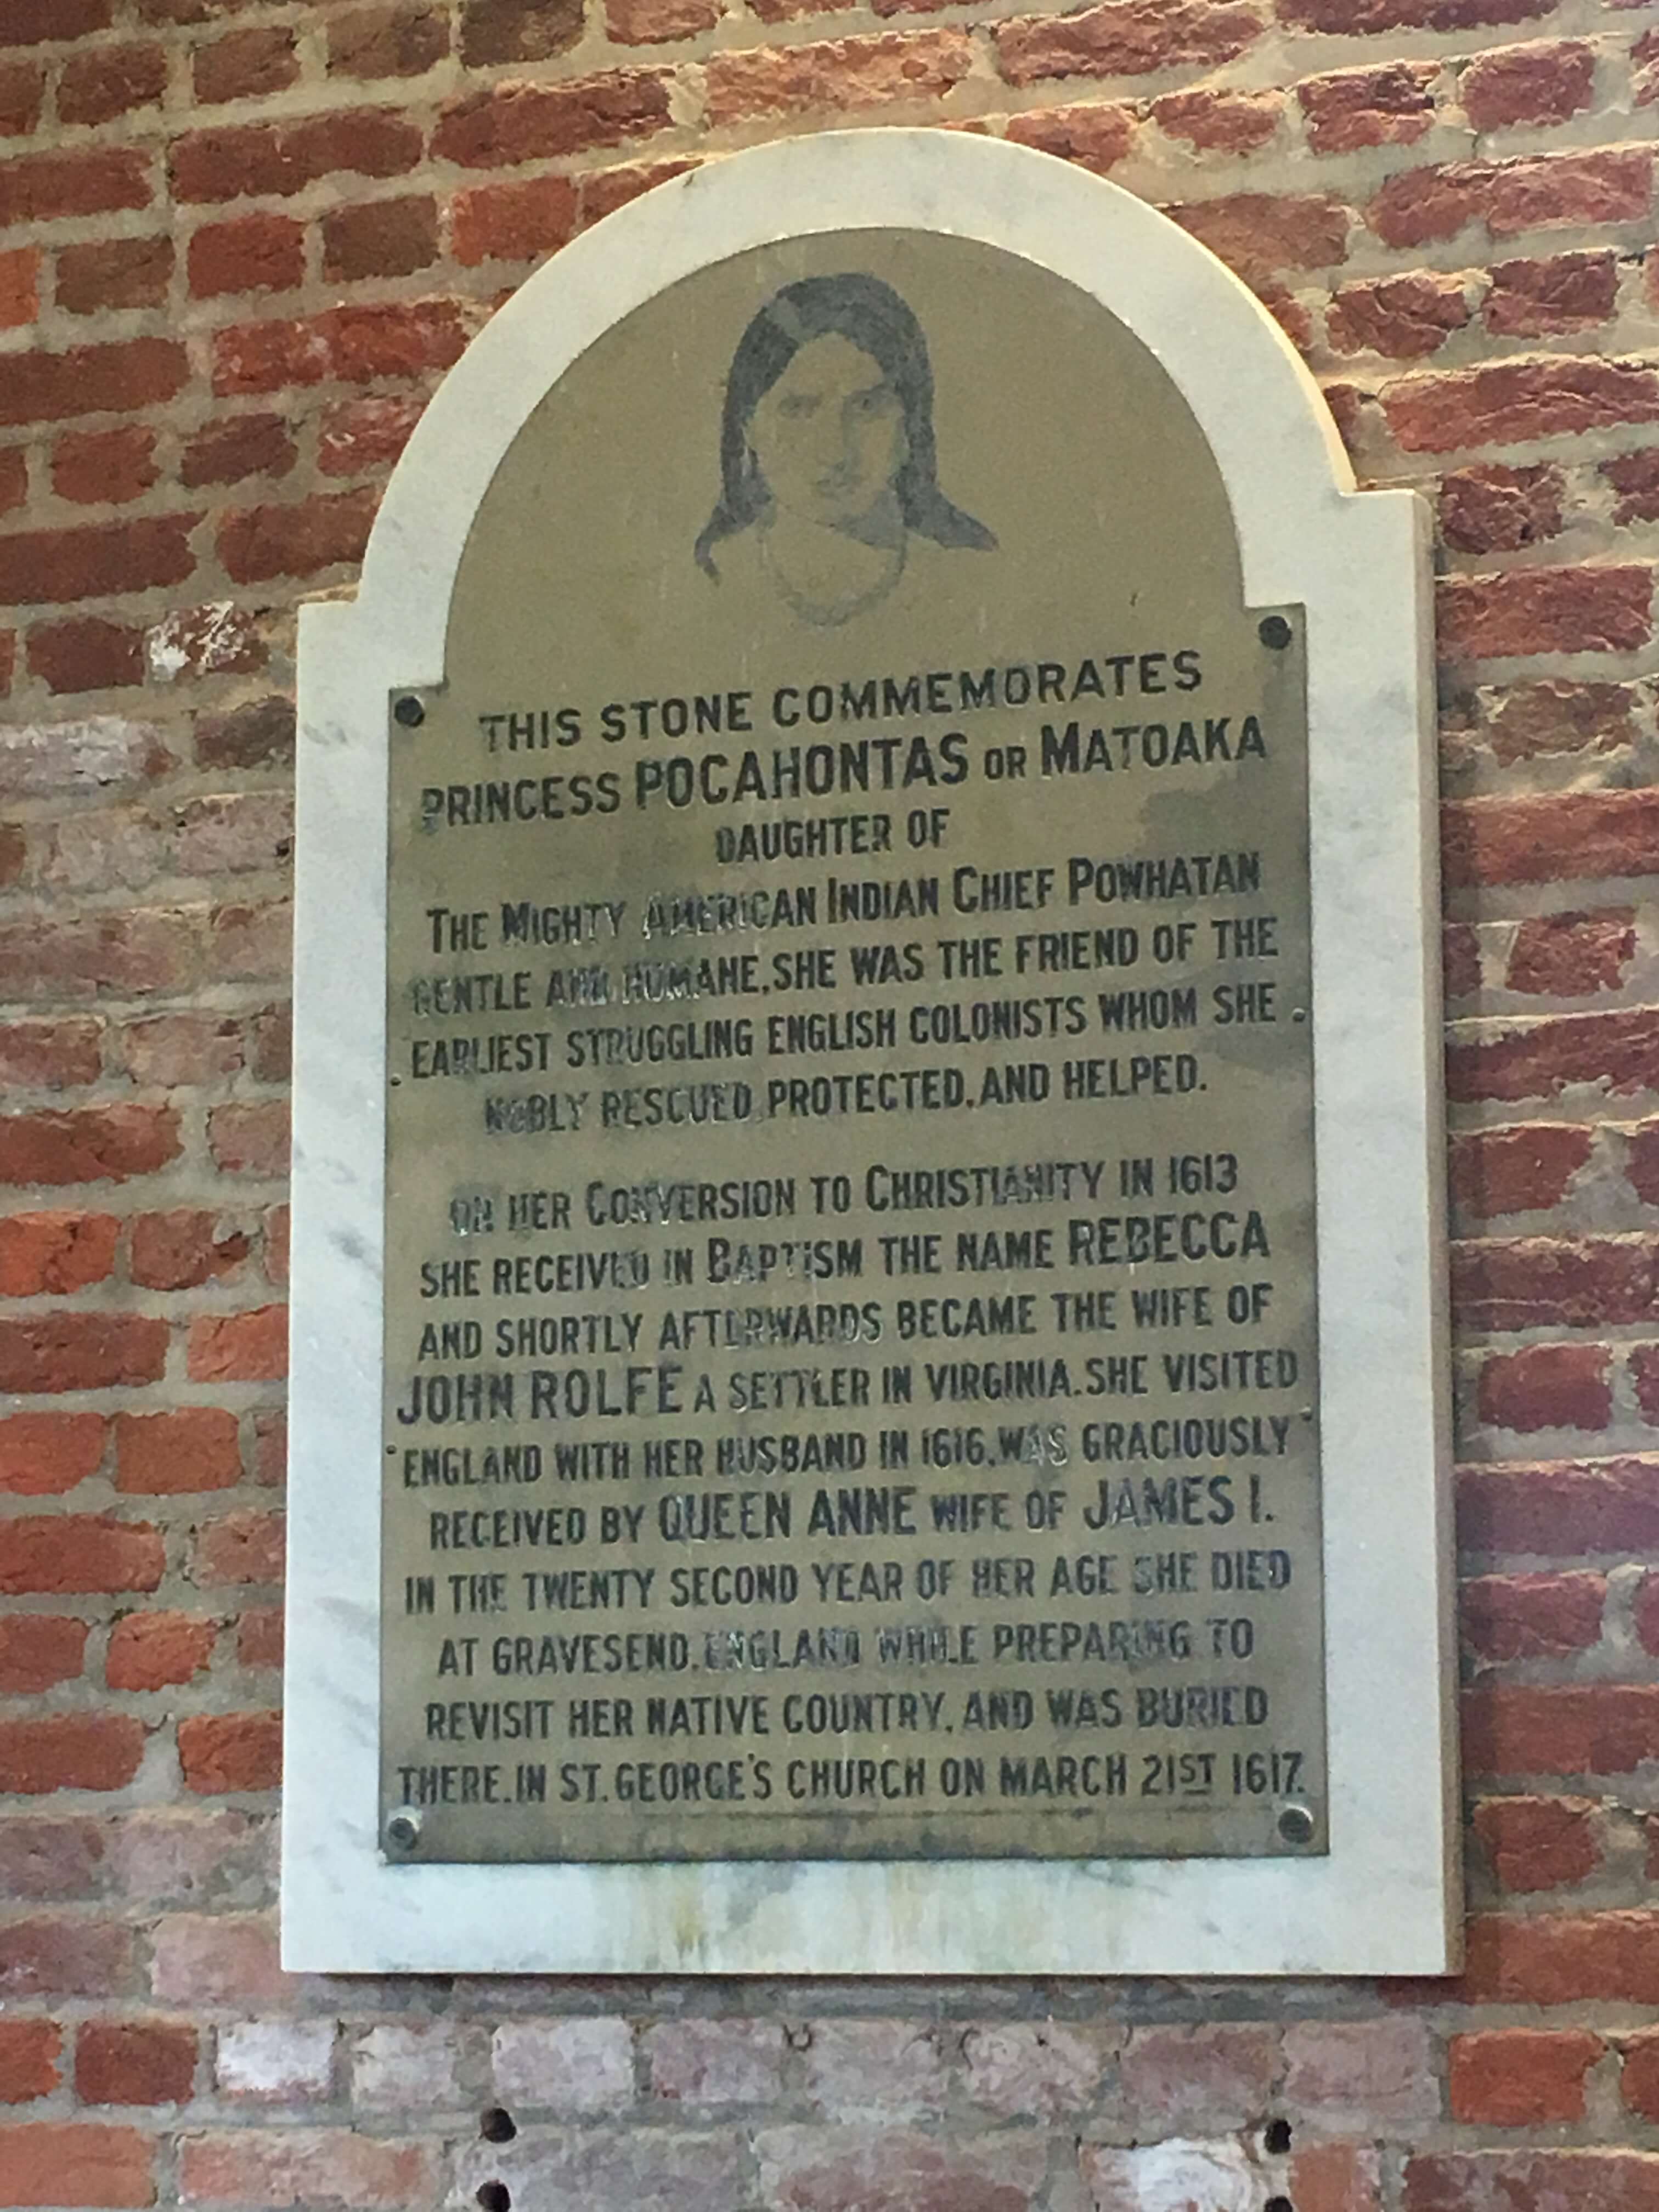 THIS STONE COMMEMORATES
PRINCESS POCAHONTAS OR MATOAKA
DAUGHTER OF
THE MIGHTY AMERICAN INDIAN CHIEF POWHATAN
GENTLE AND HUMANE, SHE WAS THE FRIEND OF THE
EARLIEST STRUGGLING ENGLISH COLONISTS WHOM SHE
NOBLY RESCUED, PROTECTED, AND HELPED.
ON HER CONVERSION TO CHRISTIANITY IN 1613
SHE RECEIVED IN BAPTISM THE NAME REBECCA
AND SHORTLY AFTERWARDS BECAME THE WIFE OF
JOHN ROLFE A SETTLER IN VIRGINIA. SHE VISITED
ENGLAND WITH HER HUSBAND IN 1616, WAS GRACIOUSLY
RECEIVED BY QUEEN ANNE WIFE OF JAMES I.
IN THE TWENTY SECOND YEAR OF HER AGE SHE DIED
AT GRAVESEND, ENGLAND WHILE PREPARING TO
REVISIT HER NATIVE COUNTRY, AND WAS BURIED
THERE, IN ST. GEORGE'S CHURCH ON MARCH 21ST 1617.